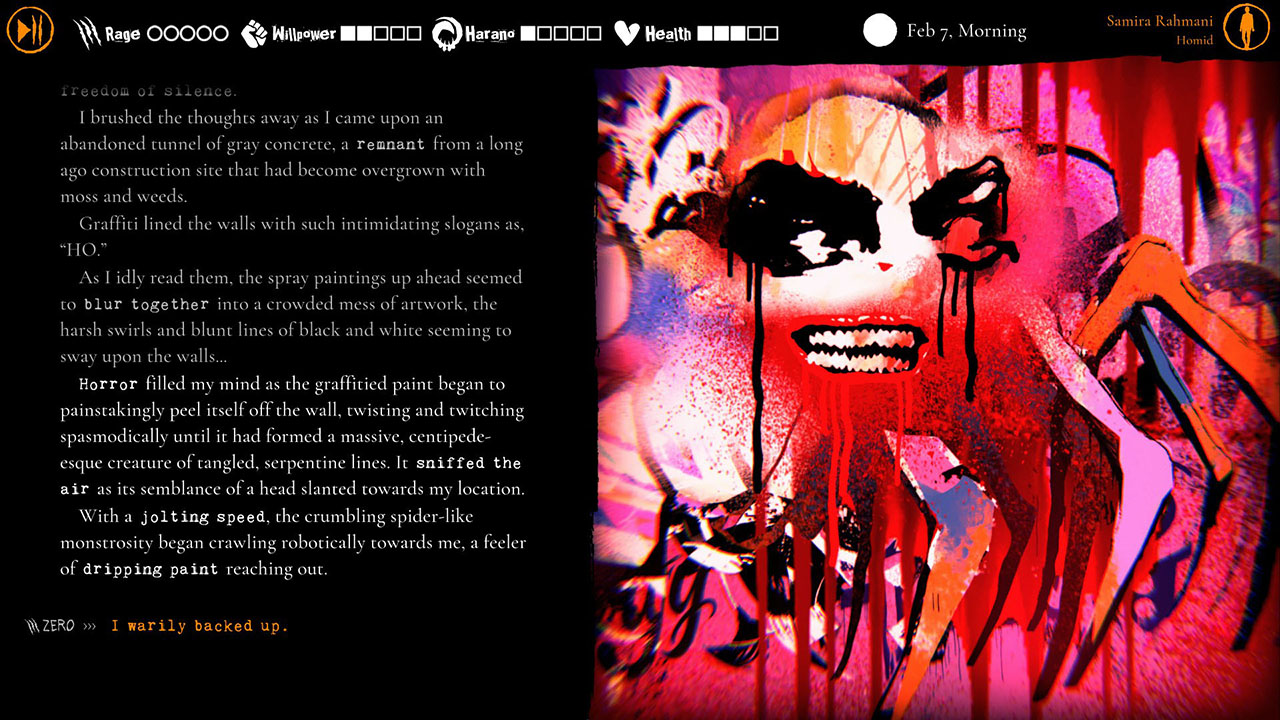 Rage Willpower Harano Health Feb 7, Morning Samira Rahmani
Homid
freedom of silence.
I brushed the thoughts away as I came upon an
abandoned tunnel of gray concrete, a remnant from a long
ago construction site that had become overgrown with
moss and weeds.
Graffiti lined the walls with such intimidating slogans as,
“HO.”
As I idly read them, the spray paintings up ahead seemed
to blur together into a crowded mess of artwork, the
harsh swirls and blunt lines of black and white seeming to
sway upon the walls...
Horror filled my mind as the graffitied paint began to
painstakingly peel itself off the wall, twisting and twitching
spasmodically until it had formed a massive, centipede-
esque creature of tangled, serpentine lines. It sniffed the
air as its semblance of a head slanted towards my location.
With a jolting speed, the crumbling spider-like
monstrosity began crawling robotically towards me, a feeler
of dripping paint reaching out.
ZERO ››› I warily backed up.